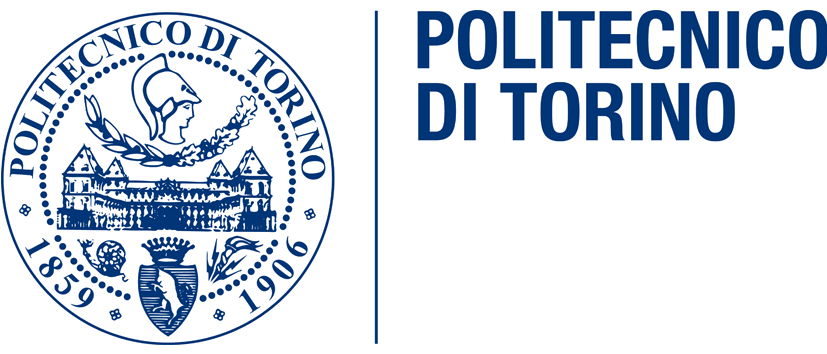 POLITECNICO DI TORINO
1859
1906
POLITECNICO
DI TORINO